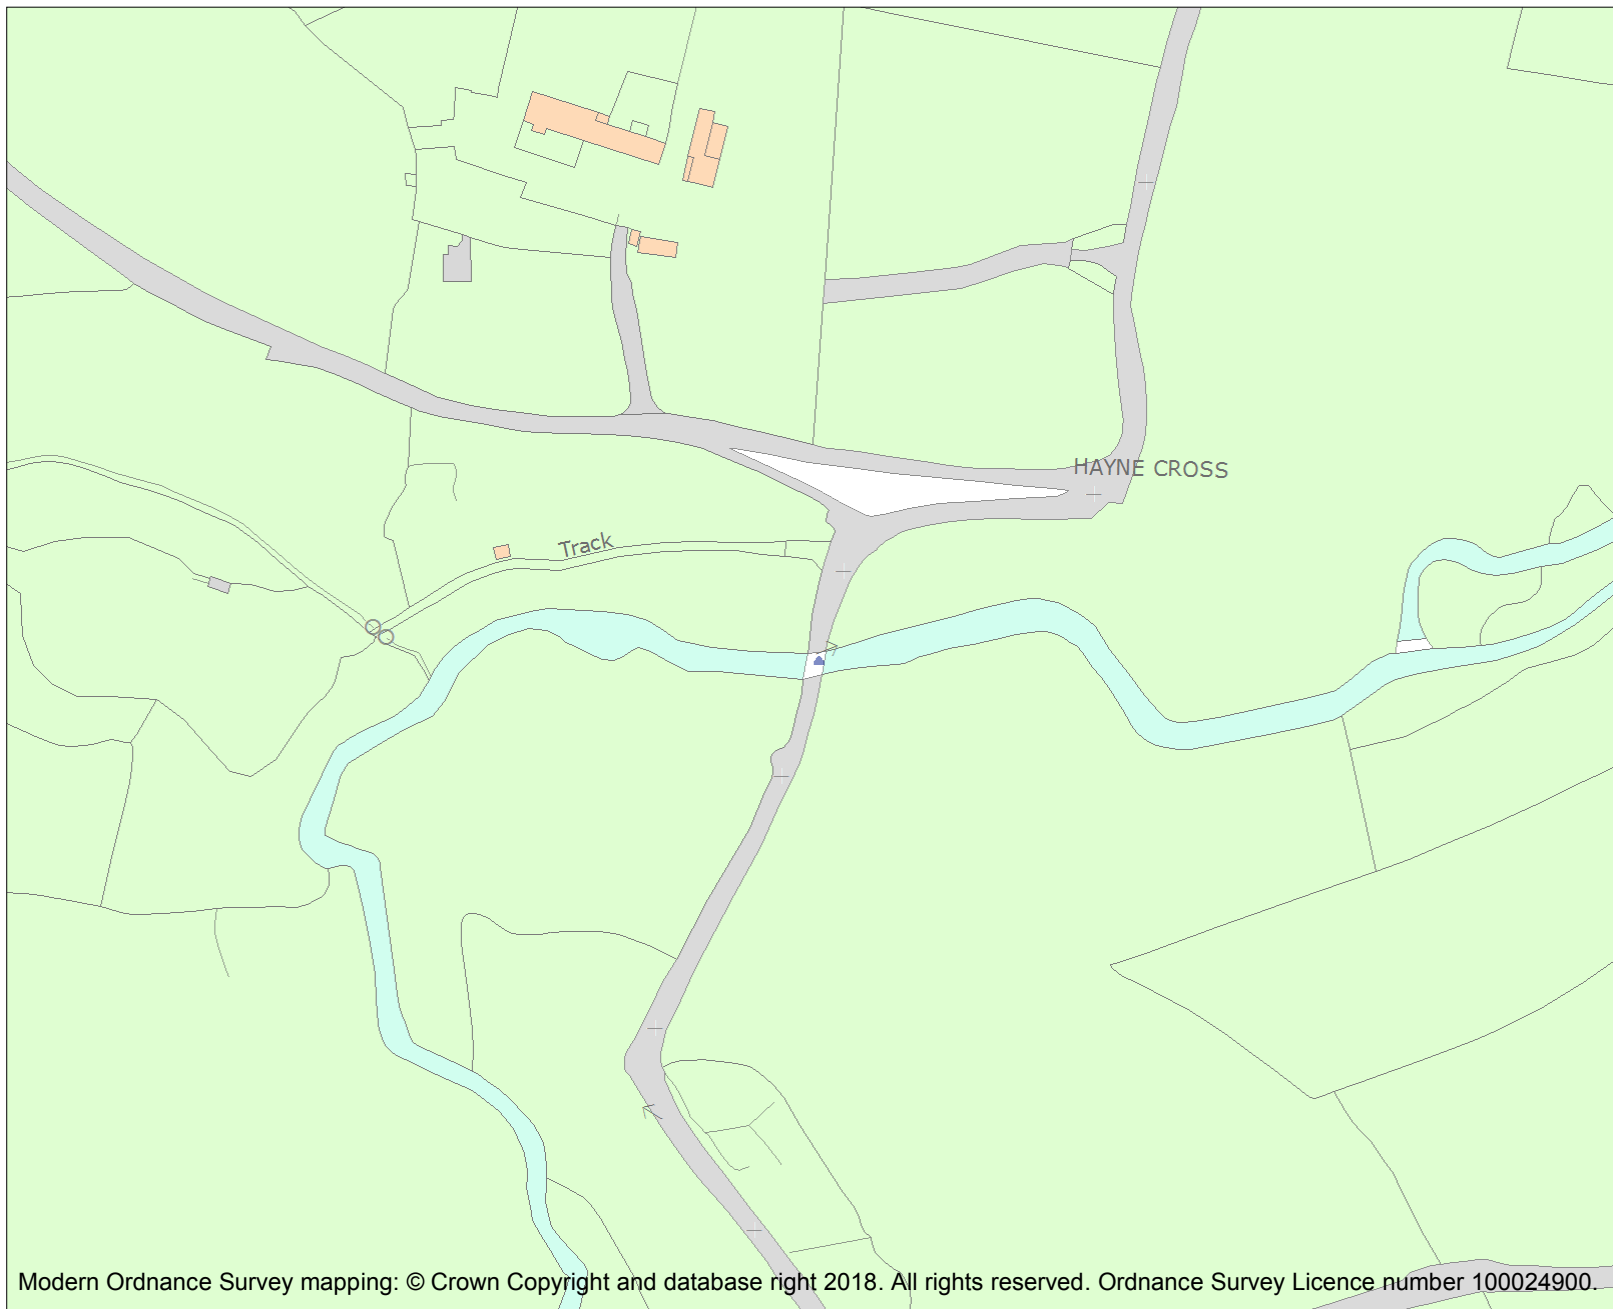 HAYNE CROSS
Track
Modern Ordnance Survey mapping: © Crown Copyright and database right 2018. All rights reserved. Ordnance Survey Licence number 100024900.